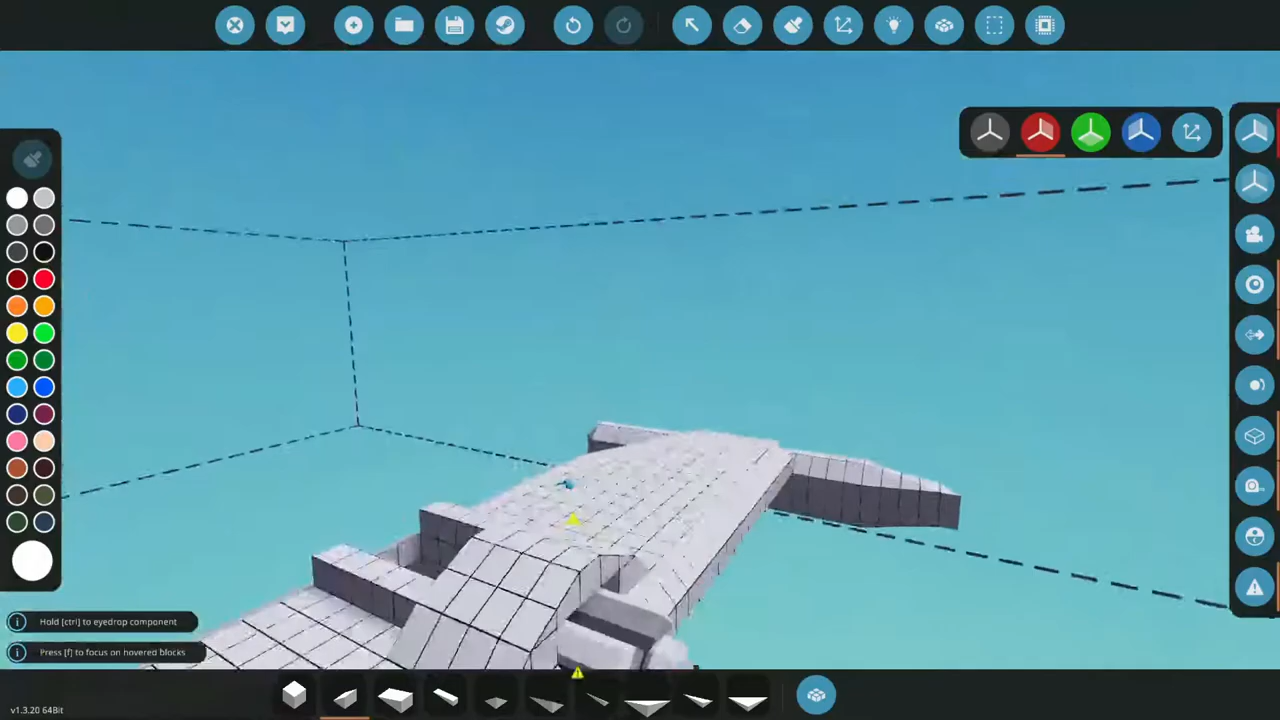 Hold [ctrl] to eyedrop component
Press [f] to focus on hovered blocks
v1.3.20 64Bit